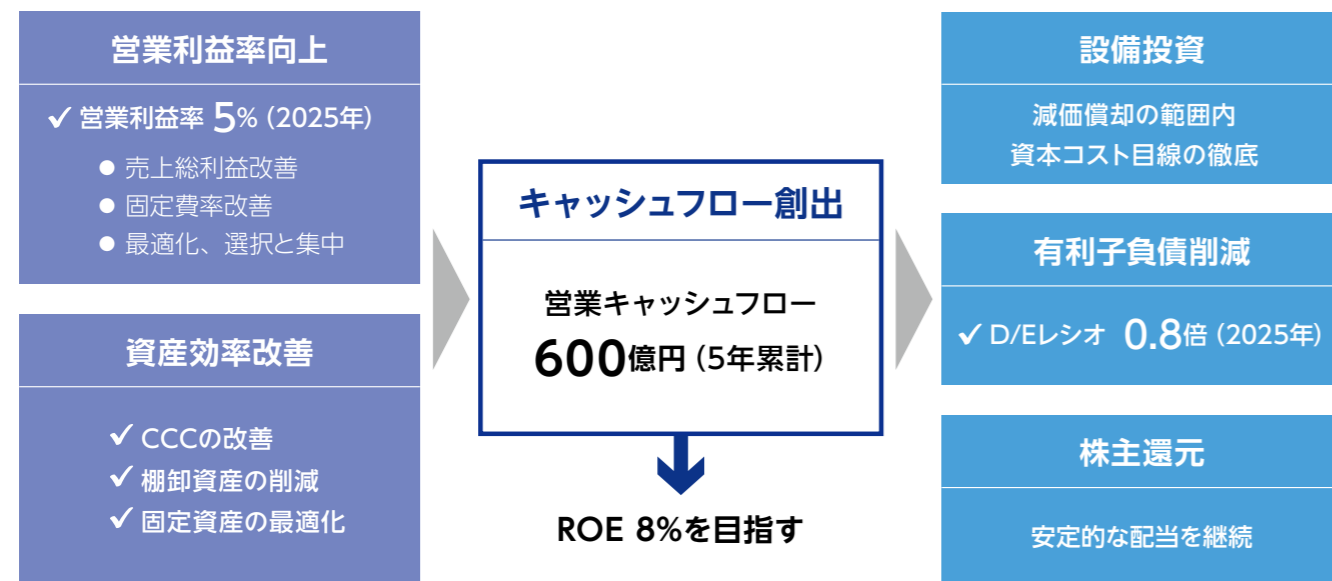 営業利益率向上
✓ 営業利益率 5% (2025年)
● 売上総利益改善
● 固定費率改善
● 最適化、選択と集中
資産効率改善
✓ CCCの改善
✓ 棚卸資産の削減
✓ 固定資産の最適化
キャッシュフロー創出
営業キャッシュフロー
600億円 (5年累計)
ROE 8%を目指す
設備投資
減価償却の範囲内
資本コスト目線の徹底
有利子負債削減
✓ D/Eレシオ 0.8倍 (2025年)
株主還元
安定的な配当を継続